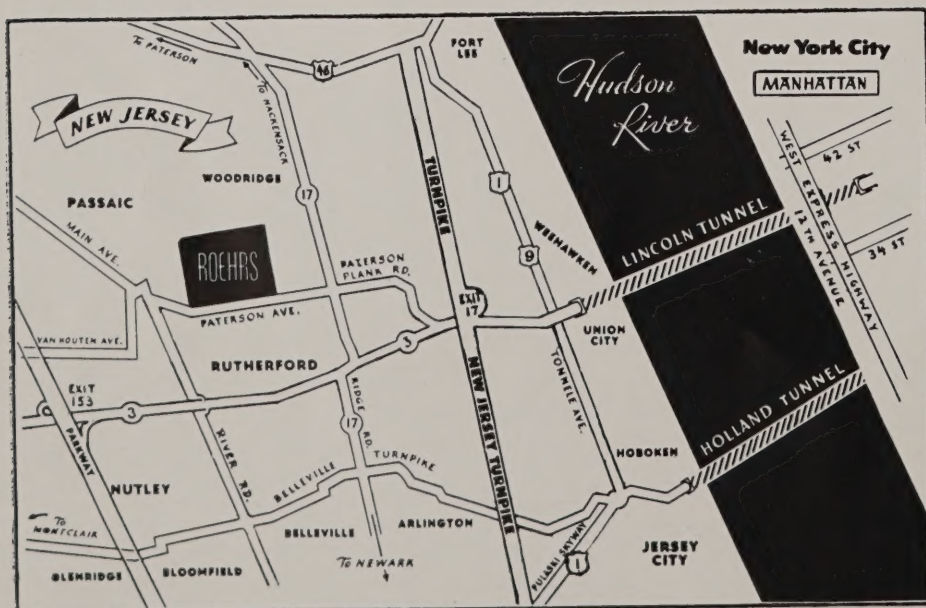 To PATERSON
46
FORT
LEE
New York City
MANHATTAN
Hudson
River
NEW JERSEY
To HACKENSACK
WOODRIDGE
17
TURNPIKE
1
WEST EXPRESS HIGHWAY
12TH AVENUE
42 ST
34 ST
PASSAIC
MAIN AVE.
ROEHRS
PATERSON
PLANK RD.
WEEHAWKEN
LINCOLN TUNNEL
9
EXIT
17
PATERSON AVE.
UNION
CITY
VAN HOUTEN AVE.
RUTHERFORD
3
TONNELE AVE.
NEW JERSEY TURNPIKE
EXIT
153
3
PARKWAY
RIDGE RD.
17
HOLLAND TUNNEL
HOBOKEN
RIVER
RD.
BELLEVILLE
TURNPIKE
NUTLEY
To
MONTCLAIR
BELLEVILLE
ARLINGTON
PULASKI SKYWAY
1
JERSEY
CITY
GLENRIDGE
BLOOMFIELD
To NEWARK